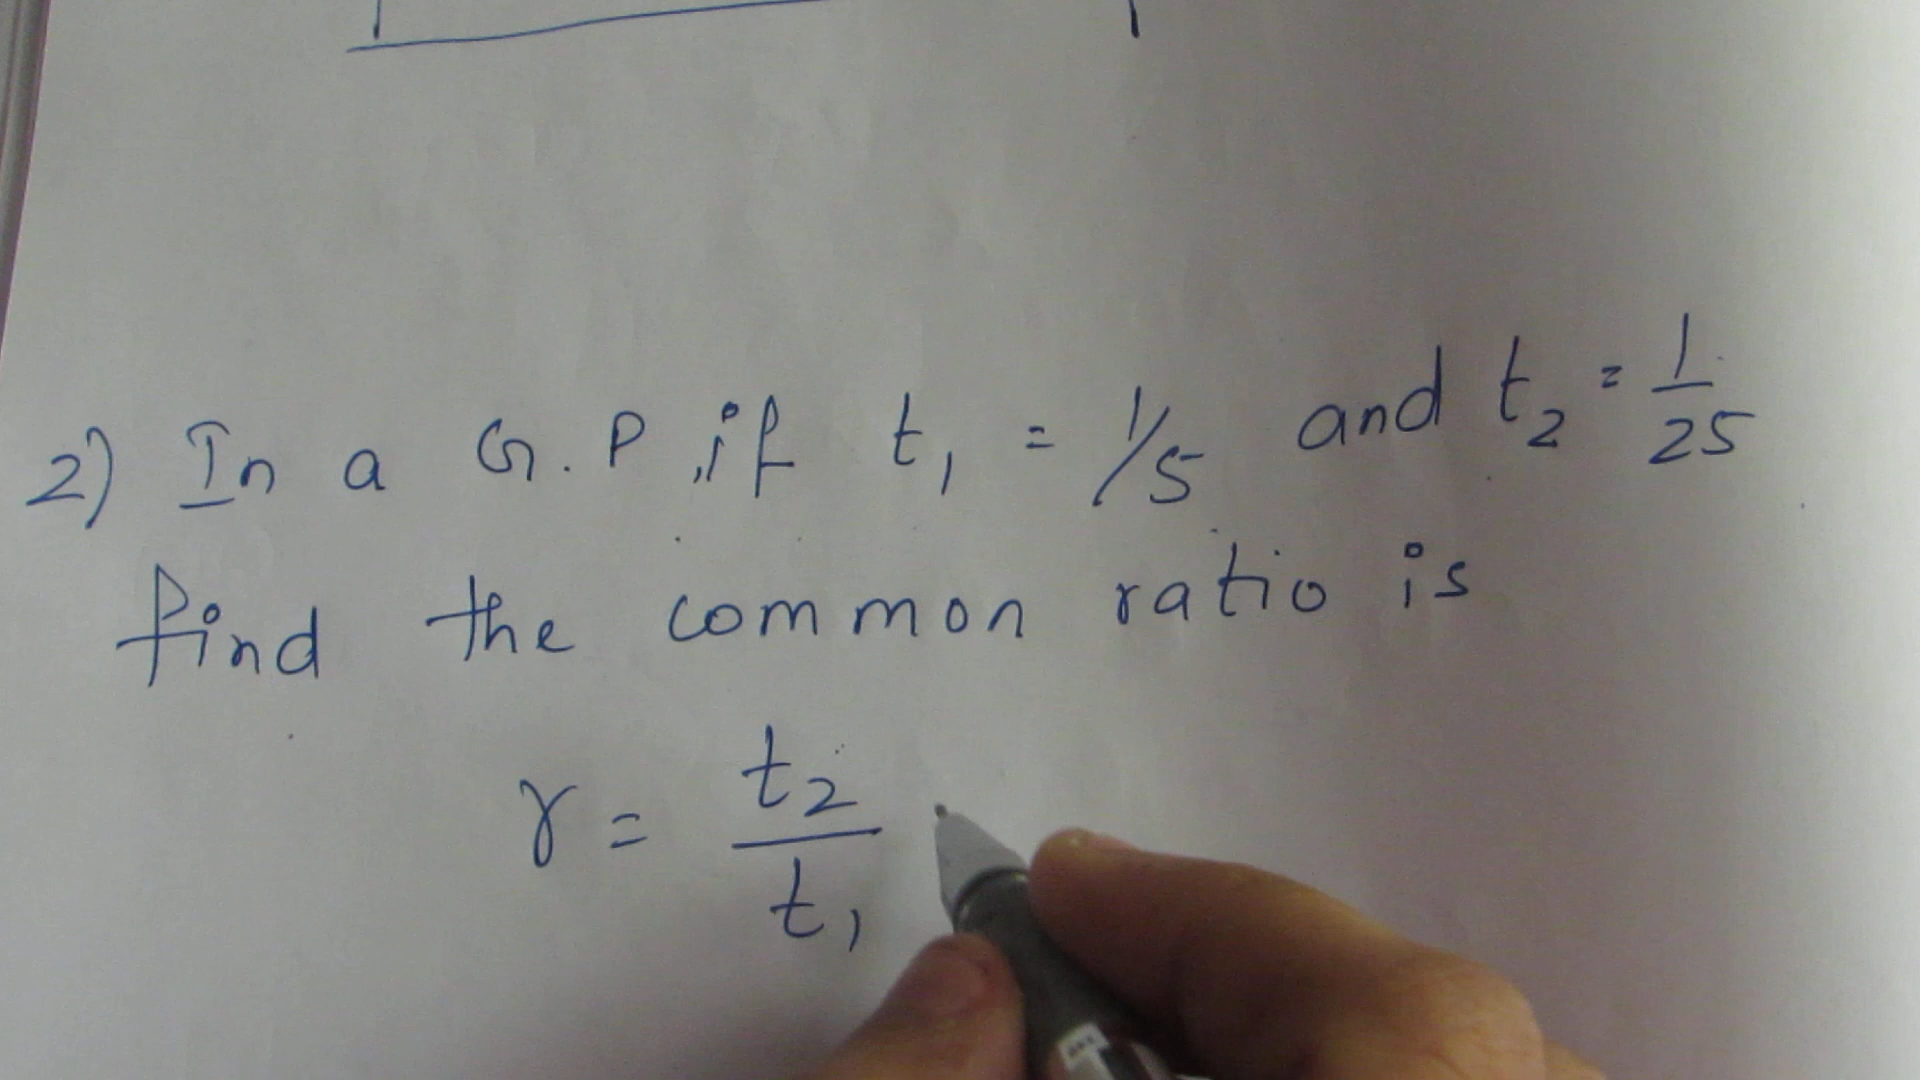 2) In a G.P, if t₁ = 1/5 and t₂ = 1/25
find the common ratio is
r = t₂/t₁